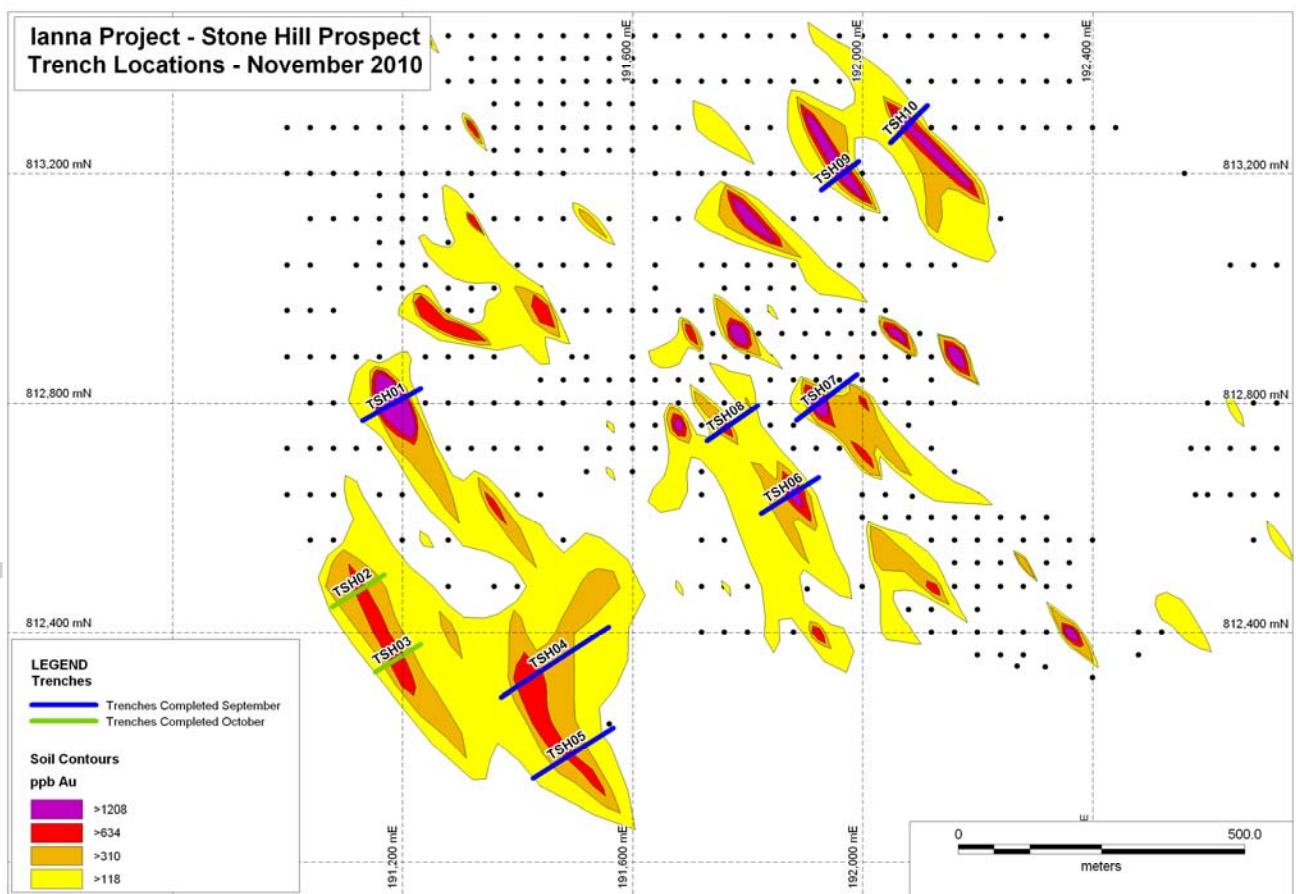 Ianna Project - Stone Hill Prospect
Trench Locations - November 2010
191,600 mE
192,000 mE
192,400 mE
TSH10
813,200 mN
TSH09
813,200 mN
812,800 mN
TSH01
TSH08
TSH07
812,800 mN
TSH06
TSH02
812,400 mN
TSH03
TSH04
812,400 mN
TSH05
LEGEND
Trenches
Trenches Completed September
Trenches Completed October
Soil Contours
ppb Au
>1208
>634
>310
>118
191,200 mE
191,600 mE
192,000 mE
E
0 500.0
meters